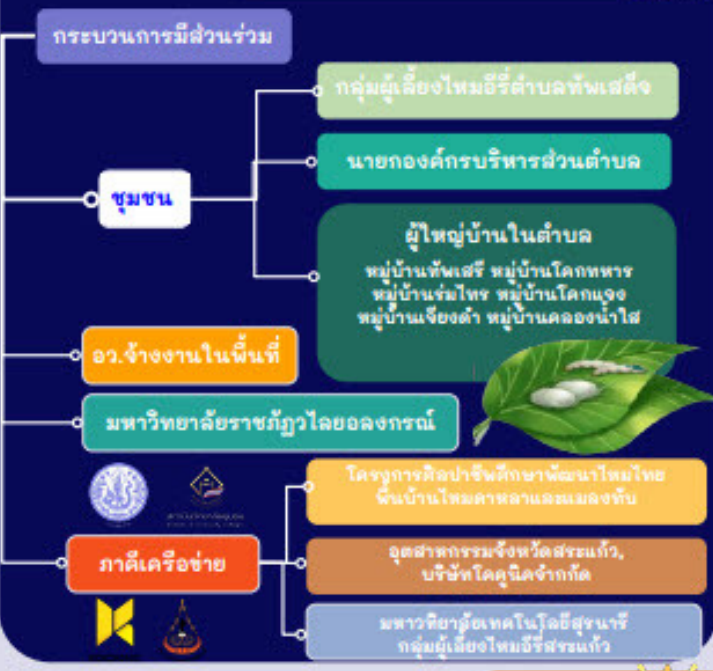 กระบวนการมีส่วนร่วม
กลุ่มผู้เลี้ยงไหมอีรี่ตำบลทัพเสด็จ
นายกองค์กรบริหารส่วนตำบล
ชุมชน
ผู้ใหญ่บ้านในตำบล
หมู่บ้านทัพเสรี หมู่บ้านโคกทหาร
หมู่บ้านร่มไทร หมู่บ้านโคกแจง
หมู่บ้านเจียงดำ หมู่บ้านคลองน้ำใส
อว.จ้างงานในพื้นที่
มหาวิทยาลัยราชภัฏวไลยอลงกรณ์
โครงการศิลปาชีพศึกษาพัฒนาไหมไทย
พื้นบ้านไหมดาหลาและแมลงทับ
ภาคีเครือข่าย
อุตสาหกรรมจังหวัดสระแก้ว,
บริษัทโคคูนิคจำกกัด
มหาวทิยาลัยเทคโนโลยีสุรนารี
กลุ่มผู้เลี้ยงไหมอีรี่สระแก้ว